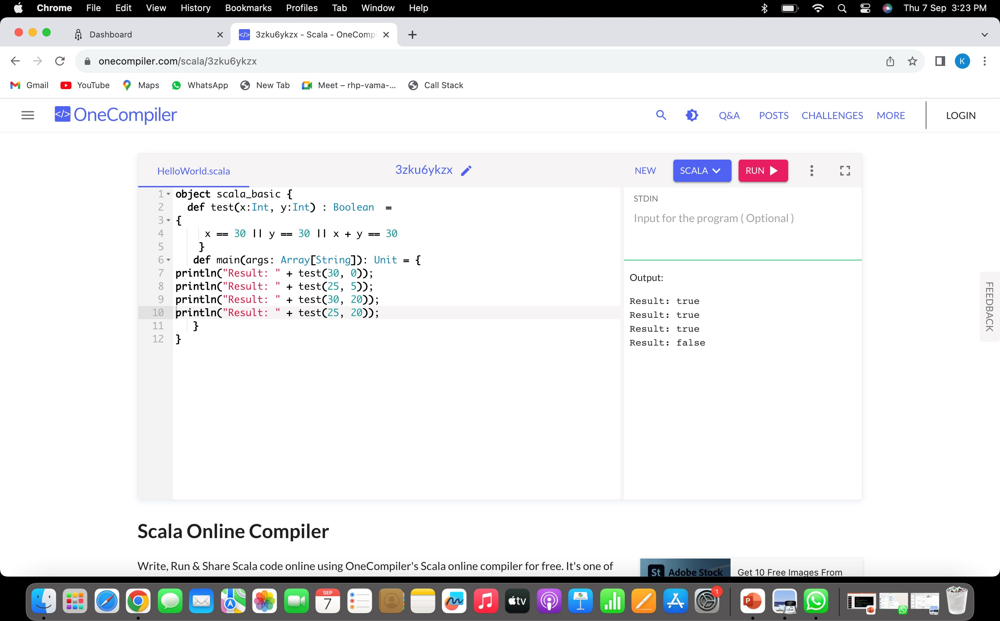 Chrome File Edit View History Bookmarks Profiles Tab Window Help Thu 7 Sep 3:23 PM
Dashboard
3zku6ykzx - Scala - OneCompi
onecompiler.com/scala/3zku6ykzx
K
Gmail YouTube Maps WhatsApp New Tab Meet – rhp-vama-... Call Stack
</> OneCompiler
Q&A POSTS CHALLENGES MORE LOGIN
HelloWorld.scala 3zku6ykzx NEW SCALA RUN
1 object scala_basic {
2 def test(x:Int, y:Int) : Boolean =
3 {
4 x == 30 || y == 30 || x + y == 30
5 }
6 def main(args: Array[String]): Unit = {
7 println("Result: " + test(30, 0));
8 println("Result: " + test(25, 5));
9 println("Result: " + test(30, 20));
10 println("Result: " + test(25, 20));
11 }
12 }
STDIN
Input for the program ( Optional )
Output:
Result: true
Result: true
Result: true
Result: false
FEEDBACK
Scala Online Compiler
Write, Run & Share Scala code online using OneCompiler's Scala online compiler for free. It's one of
St Adobe Stock
Get 10 Free Images From
SEP
7
tv
1
P